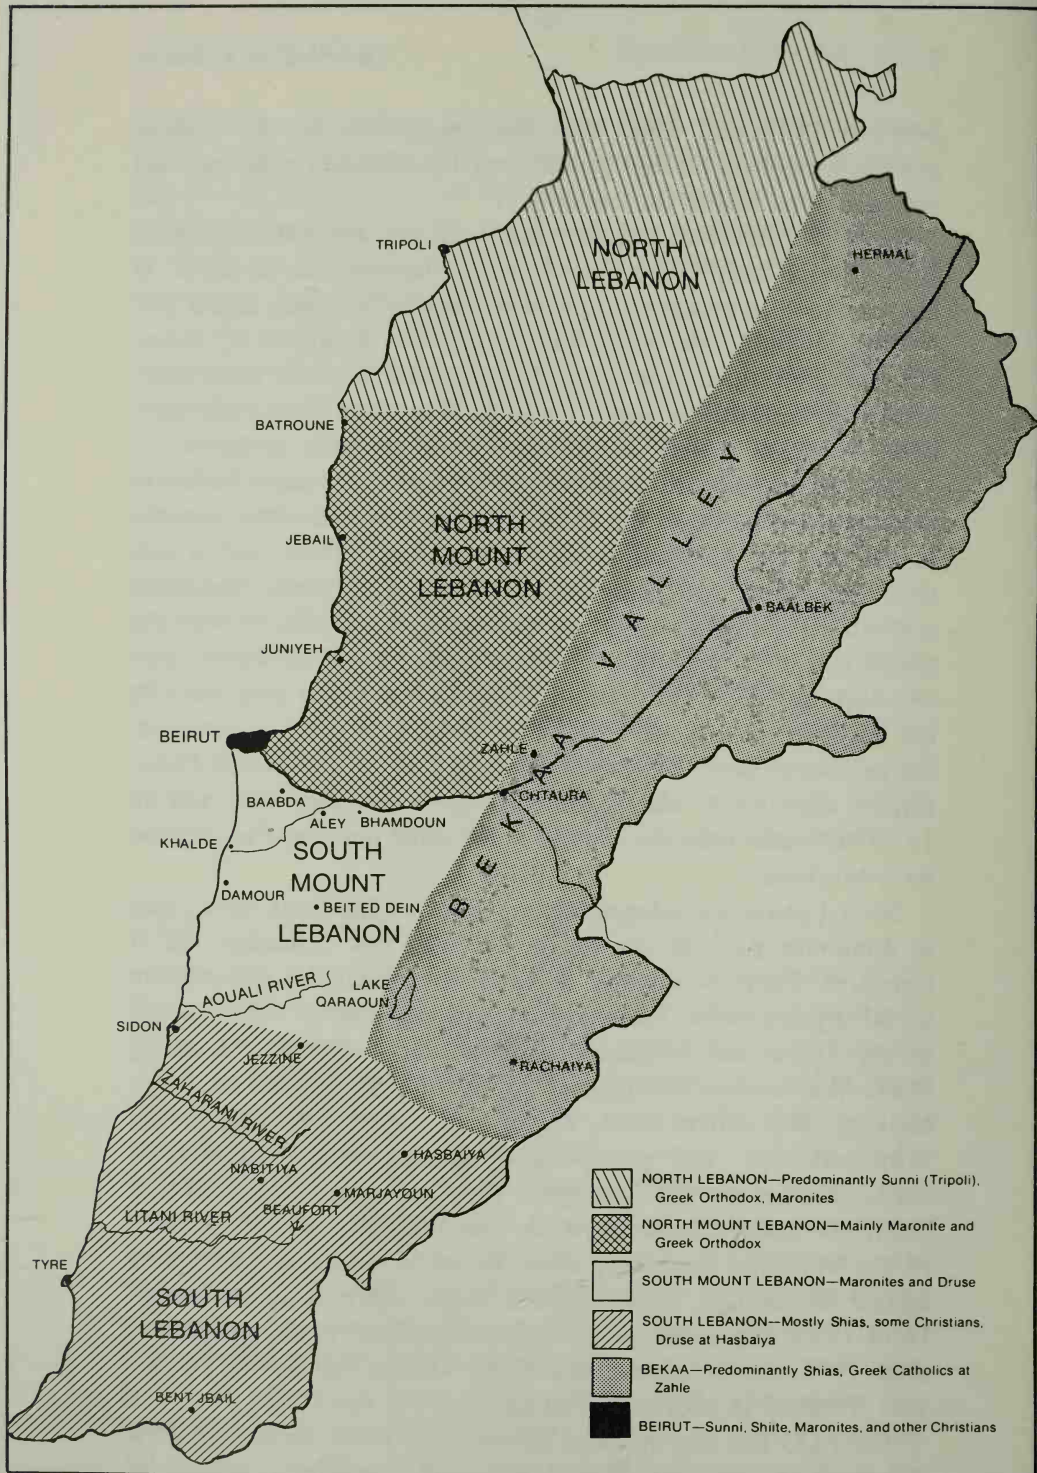 TRIPOLI
NORTH
LEBANON
HERMAL
BATROUNE
JEBAIL
NORTH
MOUNT
LEBANON
JUNIYEH
BEKAA VALLEY
BAALBEK
BEIRUT
ZAHLE
CHTAURA
BAABDA
ALEY
BHAMDOUN
KHALDE
SOUTH
MOUNT
LEBANON
DAMOUR
BEIT ED DEIN
AOUALI RIVER
LAKE
QARAOUN
SIDON
JEZZINE
RACHAIYA
ZAHARANI RIVER
HASBAIYA
NABITIYA
MARJAYOUN
BEAUFORT
LITANI RIVER
TYRE
SOUTH
LEBANON
BENT JBAIL
NORTH LEBANON—Predominantly Sunni (Tripoli),
Greek Orthodox, Maronites
NORTH MOUNT LEBANON—Mainly Maronite and
Greek Orthodox
SOUTH MOUNT LEBANON—Maronites and Druse
SOUTH LEBANON—Mostly Shias, some Christians,
Druse at Hasbaiya
BEKAA—Predominantly Shias, Greek Catholics at
Zahle
BEIRUT—Sunni, Shiite, Maronites, and other Christians